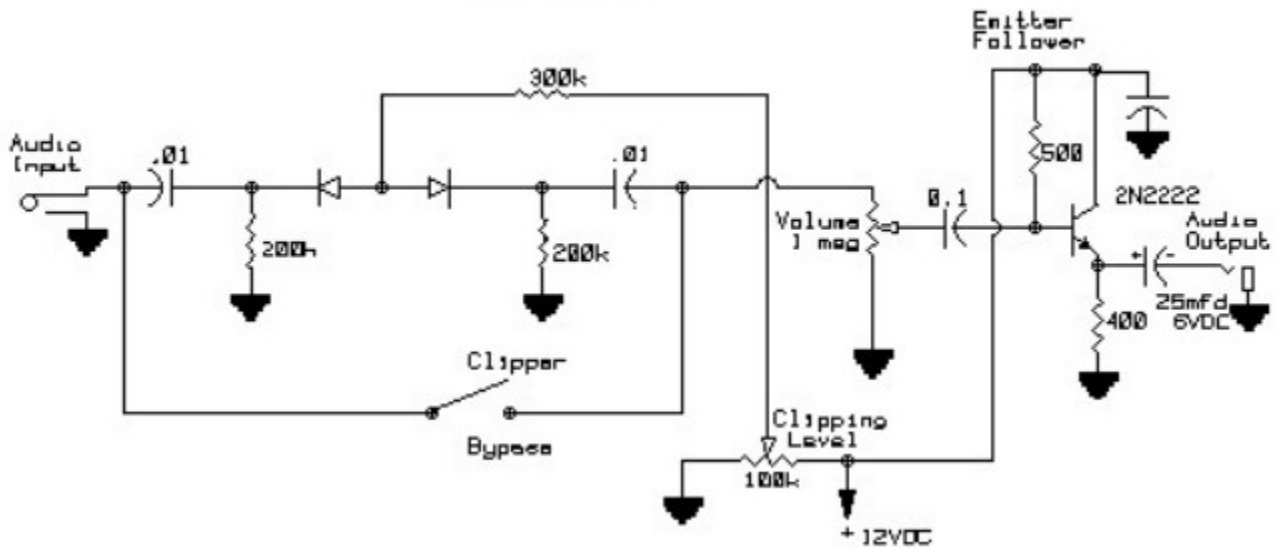 Emitter
Follower
300k
Audio
Input
.01
.01
500
2N2222
0.1
Volume
1 meg
Audio
Output
200h
200k
+ -
25mfd
6VDC
400
Clipper
Clipping
Level
Bypass
100k
+ 12VDC